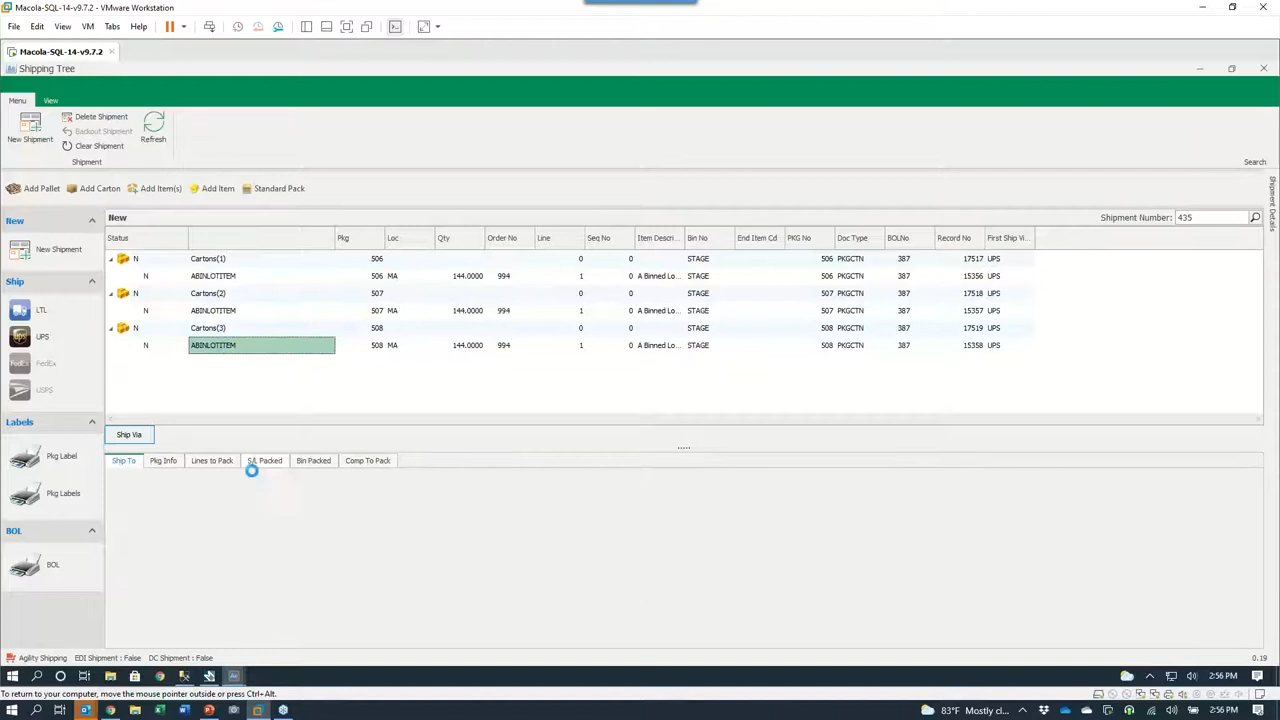 Macola-SQL-14-v9.7.2 - VMware Workstation
File Edit View VM Tabs Help
Macola-SQL-14-v9.7.2
Shipping Tree
Menu View
New Shipment
Delete Shipment
Backout Shipment
Clear Shipment
Refresh
Shipment
Search
Add Pallet Add Carton Add Item(s) Add Item Standard Pack
Shipment Details
New
New Shipment
Ship
LTL
UPS
FedEx
USPS
Labels
Pkg Label
Pkg Labels
BOL
BOL
New Shipment Number: 435
Status Pkg Loc Qty Order No Line Seq No Item Descri... Bin No End Item Cd PKG No Doc Type BOLNo Record No First Ship Vi...
N Cartons(1) 506 0 0 STAGE 506 PKGCTN 387 17517 UPS
N ABINLOTITEM 506 MA 144.0000 994 1 0 A Binned Lo... STAGE 506 PKGCTN 387 15356 UPS
N Cartons(2) 507 0 0 STAGE 507 PKGCTN 387 17518 UPS
N ABINLOTITEM 507 MA 144.0000 994 1 0 A Binned Lo... STAGE 507 PKGCTN 387 15357 UPS
N Cartons(3) 508 0 0 STAGE 508 PKGCTN 387 17519 UPS
N ABINLOTITEM 508 MA 144.0000 994 1 0 A Binned Lo... STAGE 508 PKGCTN 387 15358 UPS
Ship Via
Ship To Pkg Info Lines to Pack S/L Packed Bin Packed Comp To Pack
Agility Shipping EDI Shipment : False DC Shipment : False 0.19
2:56 PM
To return to your computer, move the mouse pointer outside or press Ctrl+Alt.
83°F Mostly cl... 2:56 PM